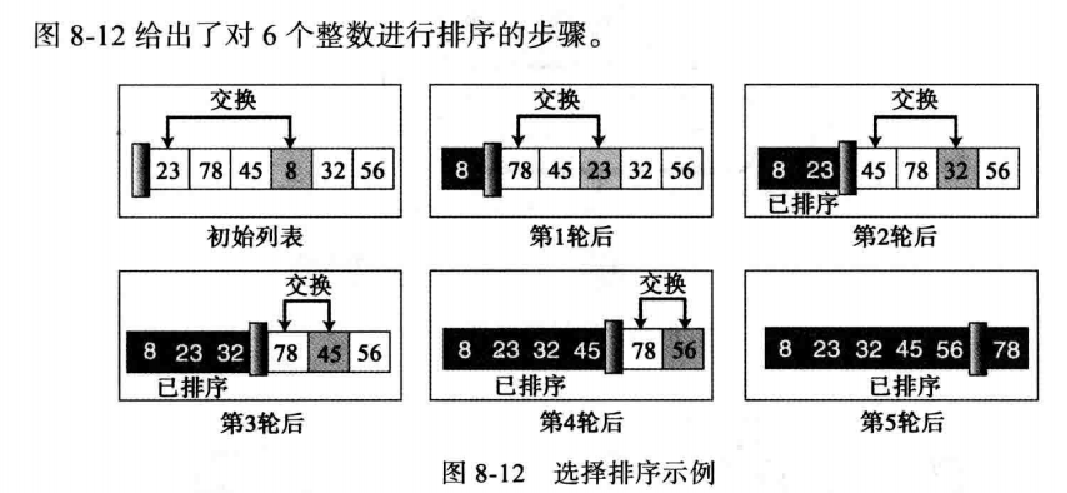 图 8-12 给出了对 6 个整数进行排序的步骤。
交换
23 78 45 8 32 56
初始列表
交换
8 78 45 23 32 56
第1轮后
交换
8 23 45 78 32 56
已排序
第2轮后
交换
8 23 32 78 45 56
已排序
第3轮后
交换
8 23 32 45 78 56
已排序
第4轮后
8 23 32 45 56 78
已排序
第5轮后
图 8-12 选择排序示例